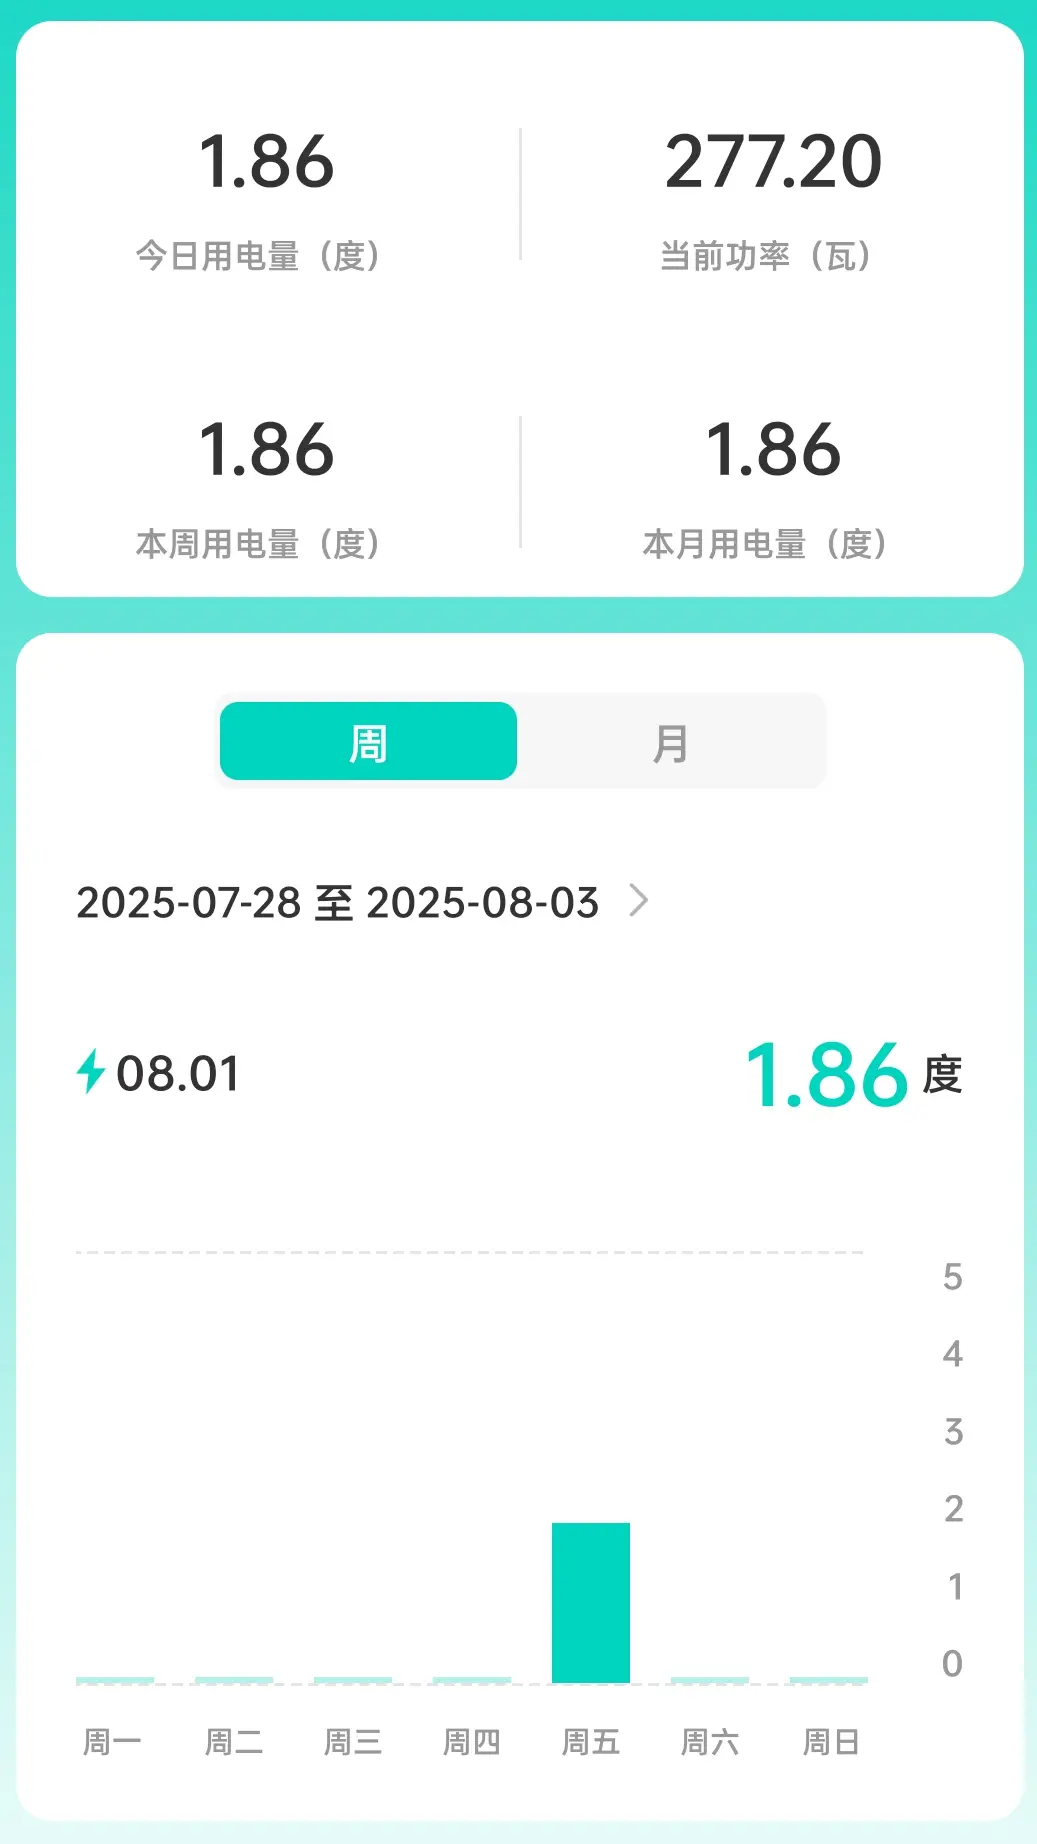 1.86
277.20
今日用电量（度）
当前功率（瓦）
1.86
1.86
本周用电量（度）
本月用电量（度）
周
月
2025-07-28 至 2025-08-03
08.01
1.86 度
5
4
3
2
1
0
周一 周二 周三 周四 周五 周六 周日